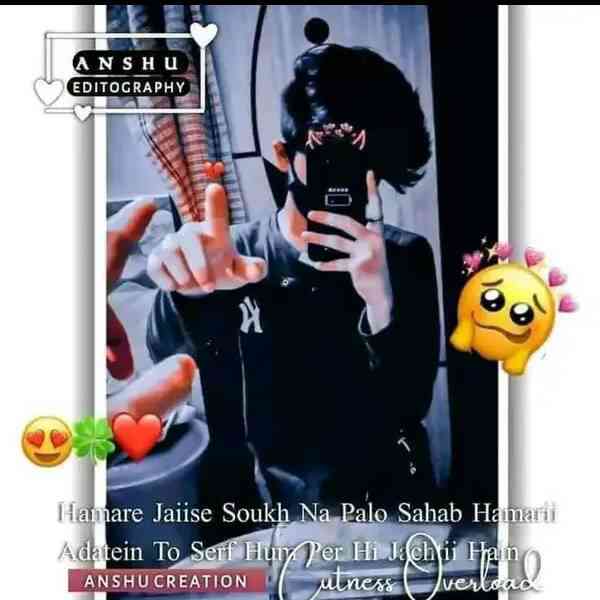 ANSHU
EDITOGRAPHY
Hamare Jaiise Soukh Na Palo Sahab Hamarii
Adatein To Serf Hum Per Hi Jachtii Hain
ANSHU CREATION
Cutness Overload